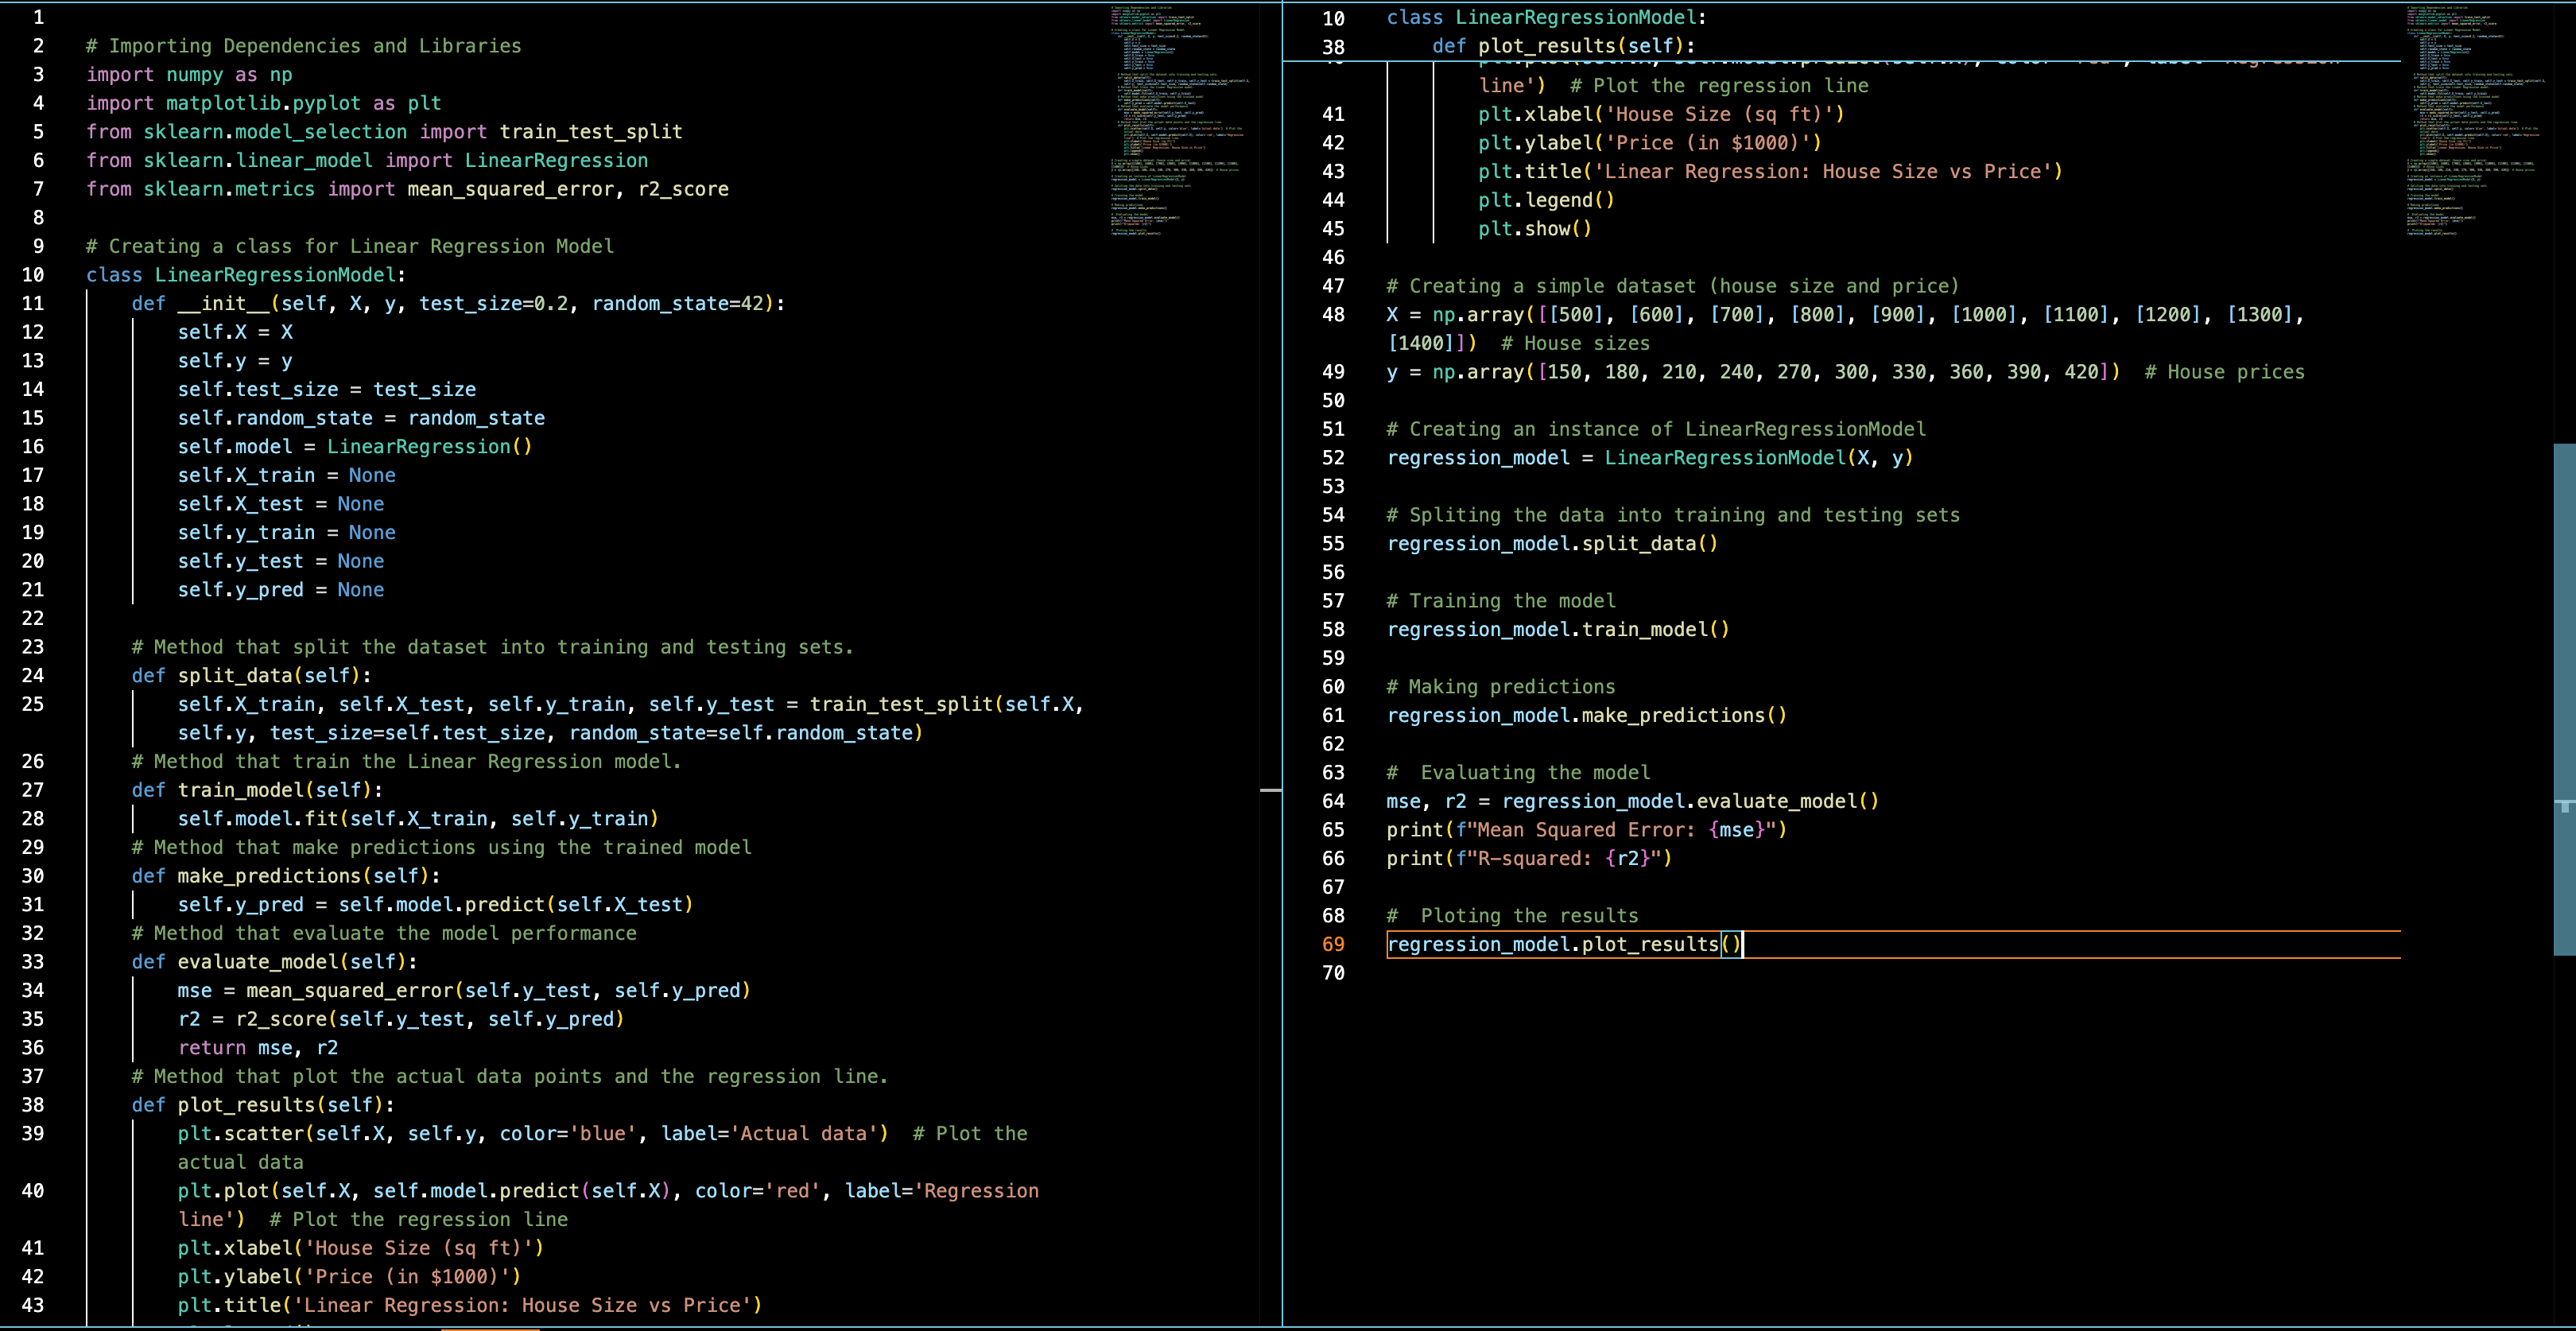 1
2 # Importing Dependencies and Libraries
3 import numpy as np
4 import matplotlib.pyplot as plt
5 from sklearn.model_selection import train_test_split
6 from sklearn.linear_model import LinearRegression
7 from sklearn.metrics import mean_squared_error, r2_score
8
9 # Creating a class for Linear Regression Model
10 class LinearRegressionModel:
11     def __init__(self, X, y, test_size=0.2, random_state=42):
12         self.X = X
13         self.y = y
14         self.test_size = test_size
15         self.random_state = random_state
16         self.model = LinearRegression()
17         self.X_train = None
18         self.X_test = None
19         self.y_train = None
20         self.y_test = None
21         self.y_pred = None
22
23     # Method that split the dataset into training and testing sets.
24     def split_data(self):
25         self.X_train, self.X_test, self.y_train, self.y_test = train_test_split(self.X,
        self.y, test_size=self.test_size, random_state=self.random_state)
26     # Method that train the Linear Regression model.
27     def train_model(self):
28         self.model.fit(self.X_train, self.y_train)
29     # Method that make predictions using the trained model
30     def make_predictions(self):
31         self.y_pred = self.model.predict(self.X_test)
32     # Method that evaluate the model performance
33     def evaluate_model(self):
34         mse = mean_squared_error(self.y_test, self.y_pred)
35         r2 = r2_score(self.y_test, self.y_pred)
36         return mse, r2
37     # Method that plot the actual data points and the regression line.
38     def plot_results(self):
39         plt.scatter(self.X, self.y, color='blue', label='Actual data')  # Plot the
        actual data
40         plt.plot(self.X, self.model.predict(self.X), color='red', label='Regression
        line')  # Plot the regression line
41         plt.xlabel('House Size (sq ft)')
42         plt.ylabel('Price (in $1000)')
43         plt.title('Linear Regression: House Size vs Price')
10 class LinearRegressionModel:
38     def plot_results(self):
        line')  # Plot the regression line
41         plt.xlabel('House Size (sq ft)')
42         plt.ylabel('Price (in $1000)')
43         plt.title('Linear Regression: House Size vs Price')
44         plt.legend()
45         plt.show()
46
47 # Creating a simple dataset (house size and price)
48 X = np.array([[500], [600], [700], [800], [900], [1000], [1100], [1200], [1300],
[1400]])  # House sizes
49 y = np.array([150, 180, 210, 240, 270, 300, 330, 360, 390, 420])  # House prices
50
51 # Creating an instance of LinearRegressionModel
52 regression_model = LinearRegressionModel(X, y)
53
54 # Spliting the data into training and testing sets
55 regression_model.split_data()
56
57 # Training the model
58 regression_model.train_model()
59
60 # Making predictions
61 regression_model.make_predictions()
62
63 #  Evaluating the model
64 mse, r2 = regression_model.evaluate_model()
65 print(f"Mean Squared Error: {mse}")
66 print(f"R-squared: {r2}")
67
68 #  Ploting the results
69 regression_model.plot_results()
70